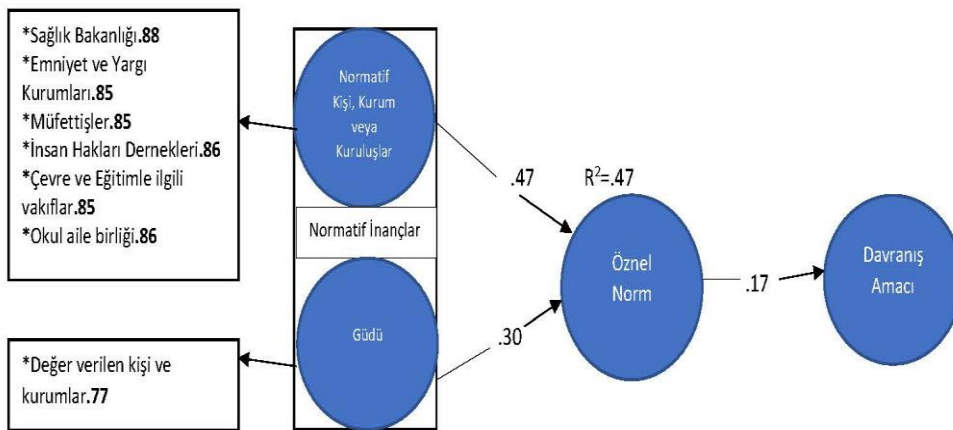 *Sağlık Bakanlığı.88
*Emniyet ve Yargı
Kurumları.85
*Müfettişler.85
*İnsan Hakları Dernekleri.86
*Çevre ve Eğitimle ilgili
vakıflar.85
*Okul aile birliği.86
Normatif
Kişi, Kurum
veya
Kuruluşlar
Normatif İnançlar
Güdü
*Değer verilen kişi ve
kurumlar.77
.47
R²=.47
.30
Öznel
Norm
.17
Davranış
Amacı